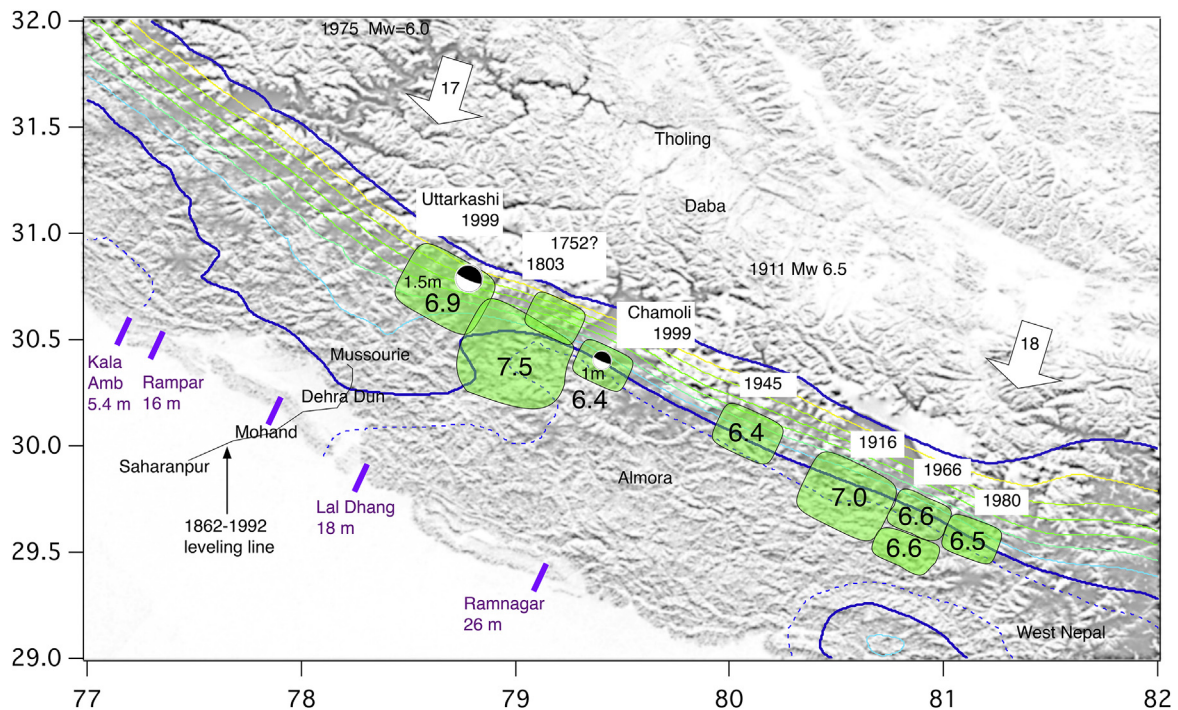 32.0
1975 Mw=6.0
17
31.5
Tholing
Uttarkashi
1999
Daba
31.0
1752?
1803
1911 Mw 6.5
1.5m
6.9
Chamoli
1999
18
30.5
Kala
Amb
5.4 m
Rampar
16 m
Mussourie
7.5
1m
6.4
1945
Dehra Dun
Mohand
30.0
6.4
1916
Saharanpur
Almora
1966
Lal Dhang
18 m
7.0
1980
1862-1992
leveling line
6.6
6.5
29.5
6.6
Ramnagar
26 m
West Nepal
29.0
77
78
79
80
81
82